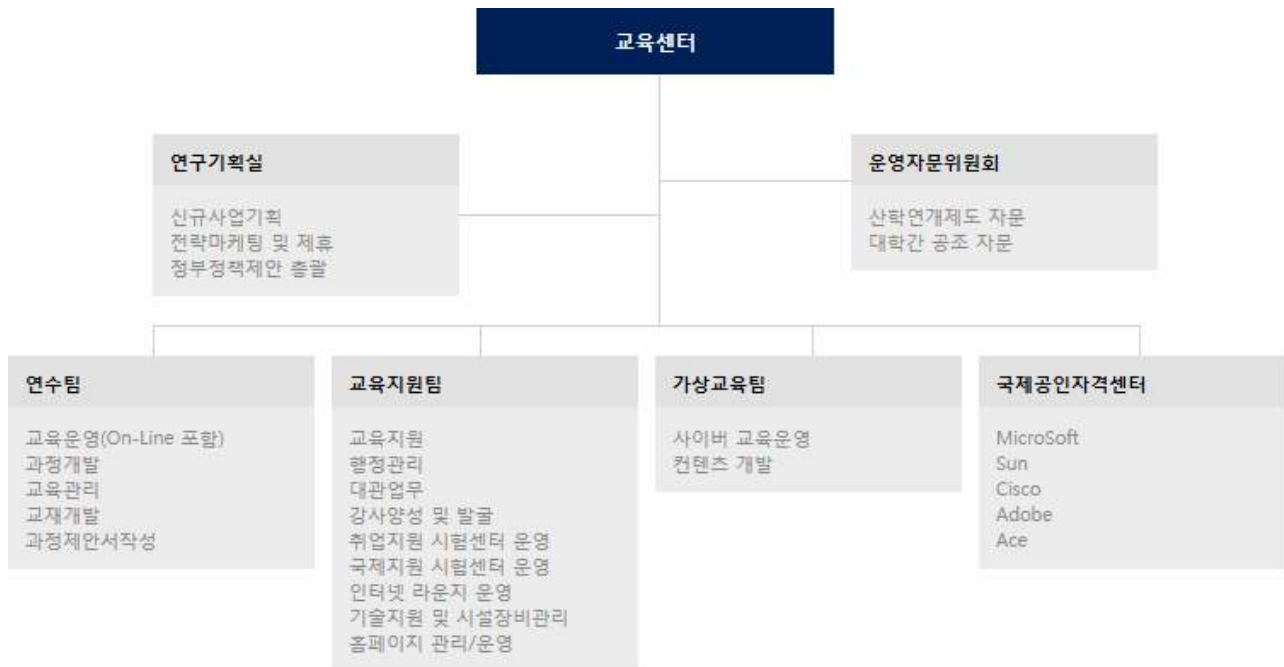 교육센터
연구기획실
신규사업기획
전략마케팅 및 제휴
정부정책제안 총괄
운영자문위원회
산학연개제도 자문
대학간 공조 자문
연수팀
교육운영(On-Line 포함)
과정개발
교육관리
교재개발
과정제안서작성
교육지원팀
교육지원
행정관리
대관업무
강사양성 및 발굴
취업지원 시험센터 운영
국제지원 시험센터 운영
인터넷 라운지 운영
기술지원 및 시설장비관리
홈페이지 관리/운영
가상교육팀
사이버 교육운영
컨텐츠 개발
국제공인자격센터
MicroSoft
Sun
Cisco
Adobe
Ace